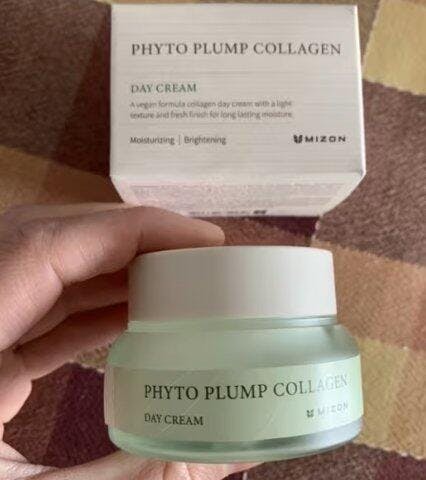 PHYTO PLUMP COLLAGEN
DAY CREAM
A vegan formula collagen day cream with a light
texture and fresh finish for long lasting moisture.
Moisturizing | Brightening
MIZON
PHYTO PLUMP COLLAGEN
MIZON
DAY CREAM